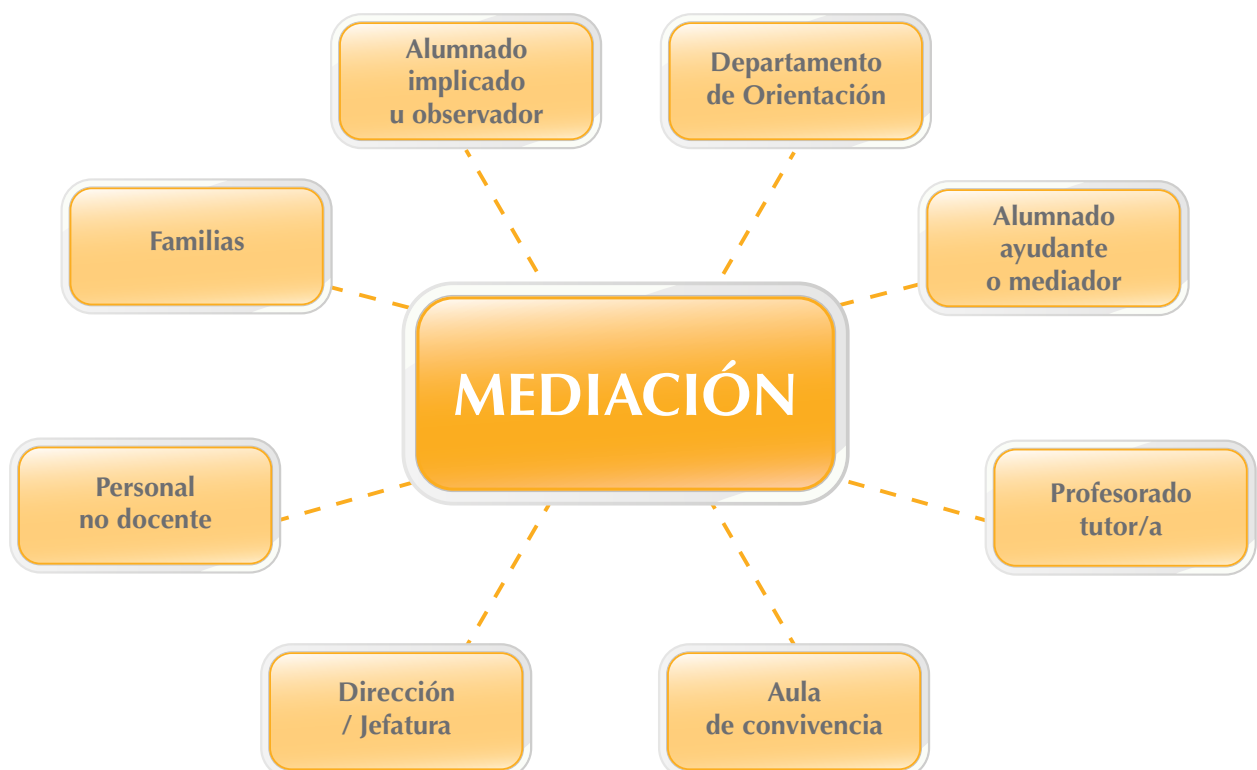 Alumnado
implicado
u observador
Departamento
de Orientación
Familias
Alumnado
ayudante
o mediador
MEDIACIÓN
Personal
no docente
Profesorado
tutor/a
Dirección
/ Jefatura
Aula
de convivencia